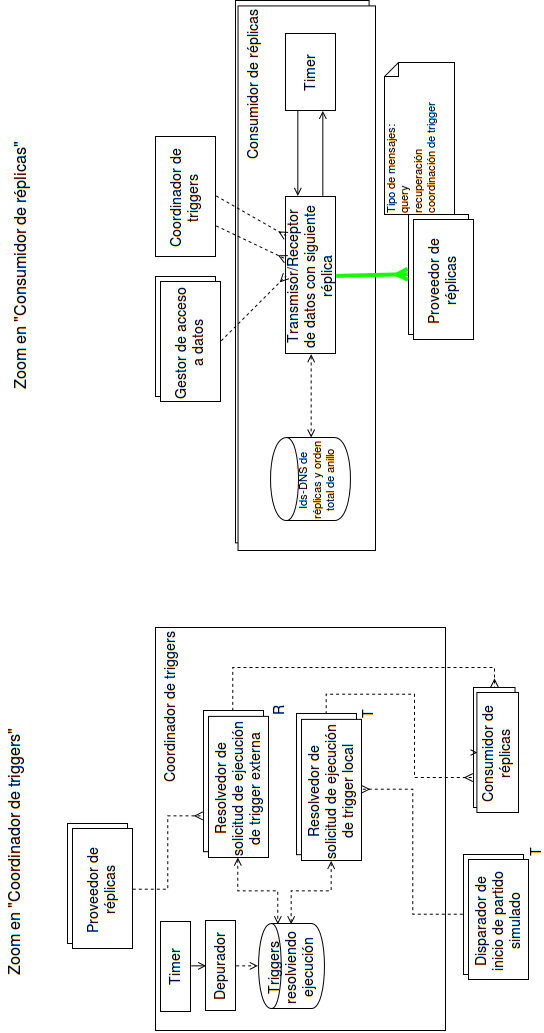 Zoom en "Coordinador de triggers"
Proveedor de
réplicas
Coordinador de triggers
Timer
Depurador
Triggers
resolviendo
ejecución
Resolvedor de
solicitud de ejecución
de trigger externa
R
Resolvedor de
solicitud de ejecución
de trigger local
T
Disparador de
inicio de partido
simulado
T
Consumidor de
réplicas
Zoom en "Consumidor de réplicas"
Gestor de acceso
a datos
Coordinador de
triggers
Consumidor de réplicas
Ids-DNS de
réplicas y orden
total de anillo
Transmisor/Receptor
de datos con siguiente
réplica
Timer
Proveedor de
réplicas
Tipo de mensajes:
query
recuperación
coordinación de trigger